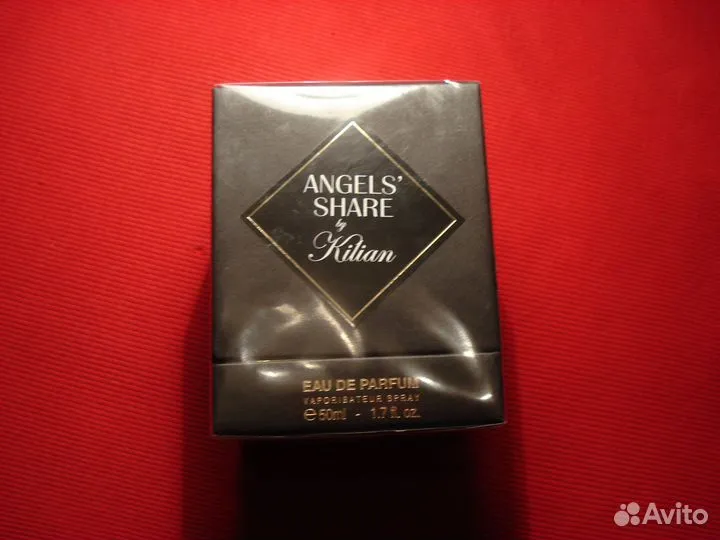 ANGELS'
SHARE
by
Kilian
EAU DE PARFUM
VAPORISATEUR SPRAY
℮50ml - 1.7 fl. oz.
Avito